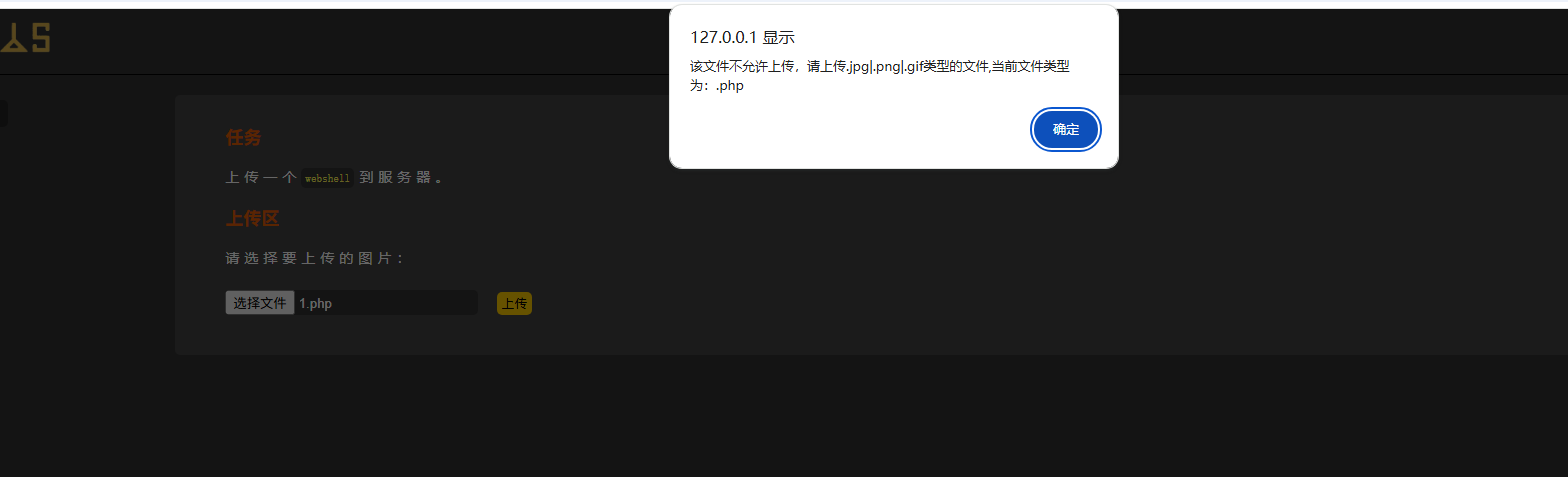 127.0.0.1 显示
该文件不允许上传，请上传.jpg|.png|.gif类型的文件,当前文件类型
为：.php
确定
任务
上传一个 webshell 到服务器。
上传区
请选择要上传的图片：
选择文件 1.php
上传